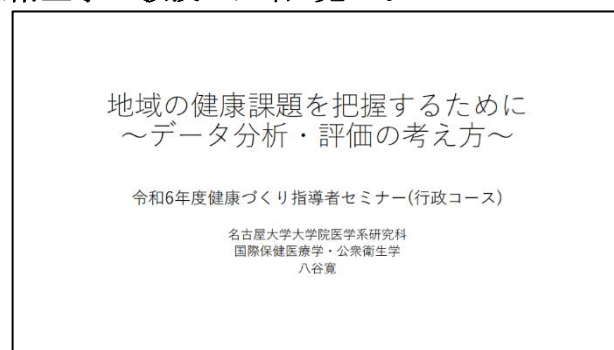 地域の健康課題を把握するために
～データ分析・評価の考え方～
令和6年度健康づくり指導者セミナー(行政コース)
名古屋大学大学院医学系研究科
国際保健医療学・公衆衛生学
八谷寛